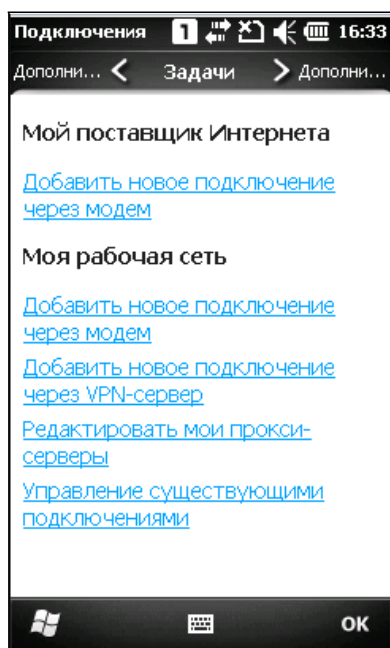 Подключения 1 16:33
Дополни... Задачи Дополни...
Мой поставщик Интернета
Добавить новое подключение
через модем
Моя рабочая сеть
Добавить новое подключение
через модем
Добавить новое подключение
через VPN-сервер
Редактировать мои прокси-
серверы
Управление существующими
подключениями
ОК